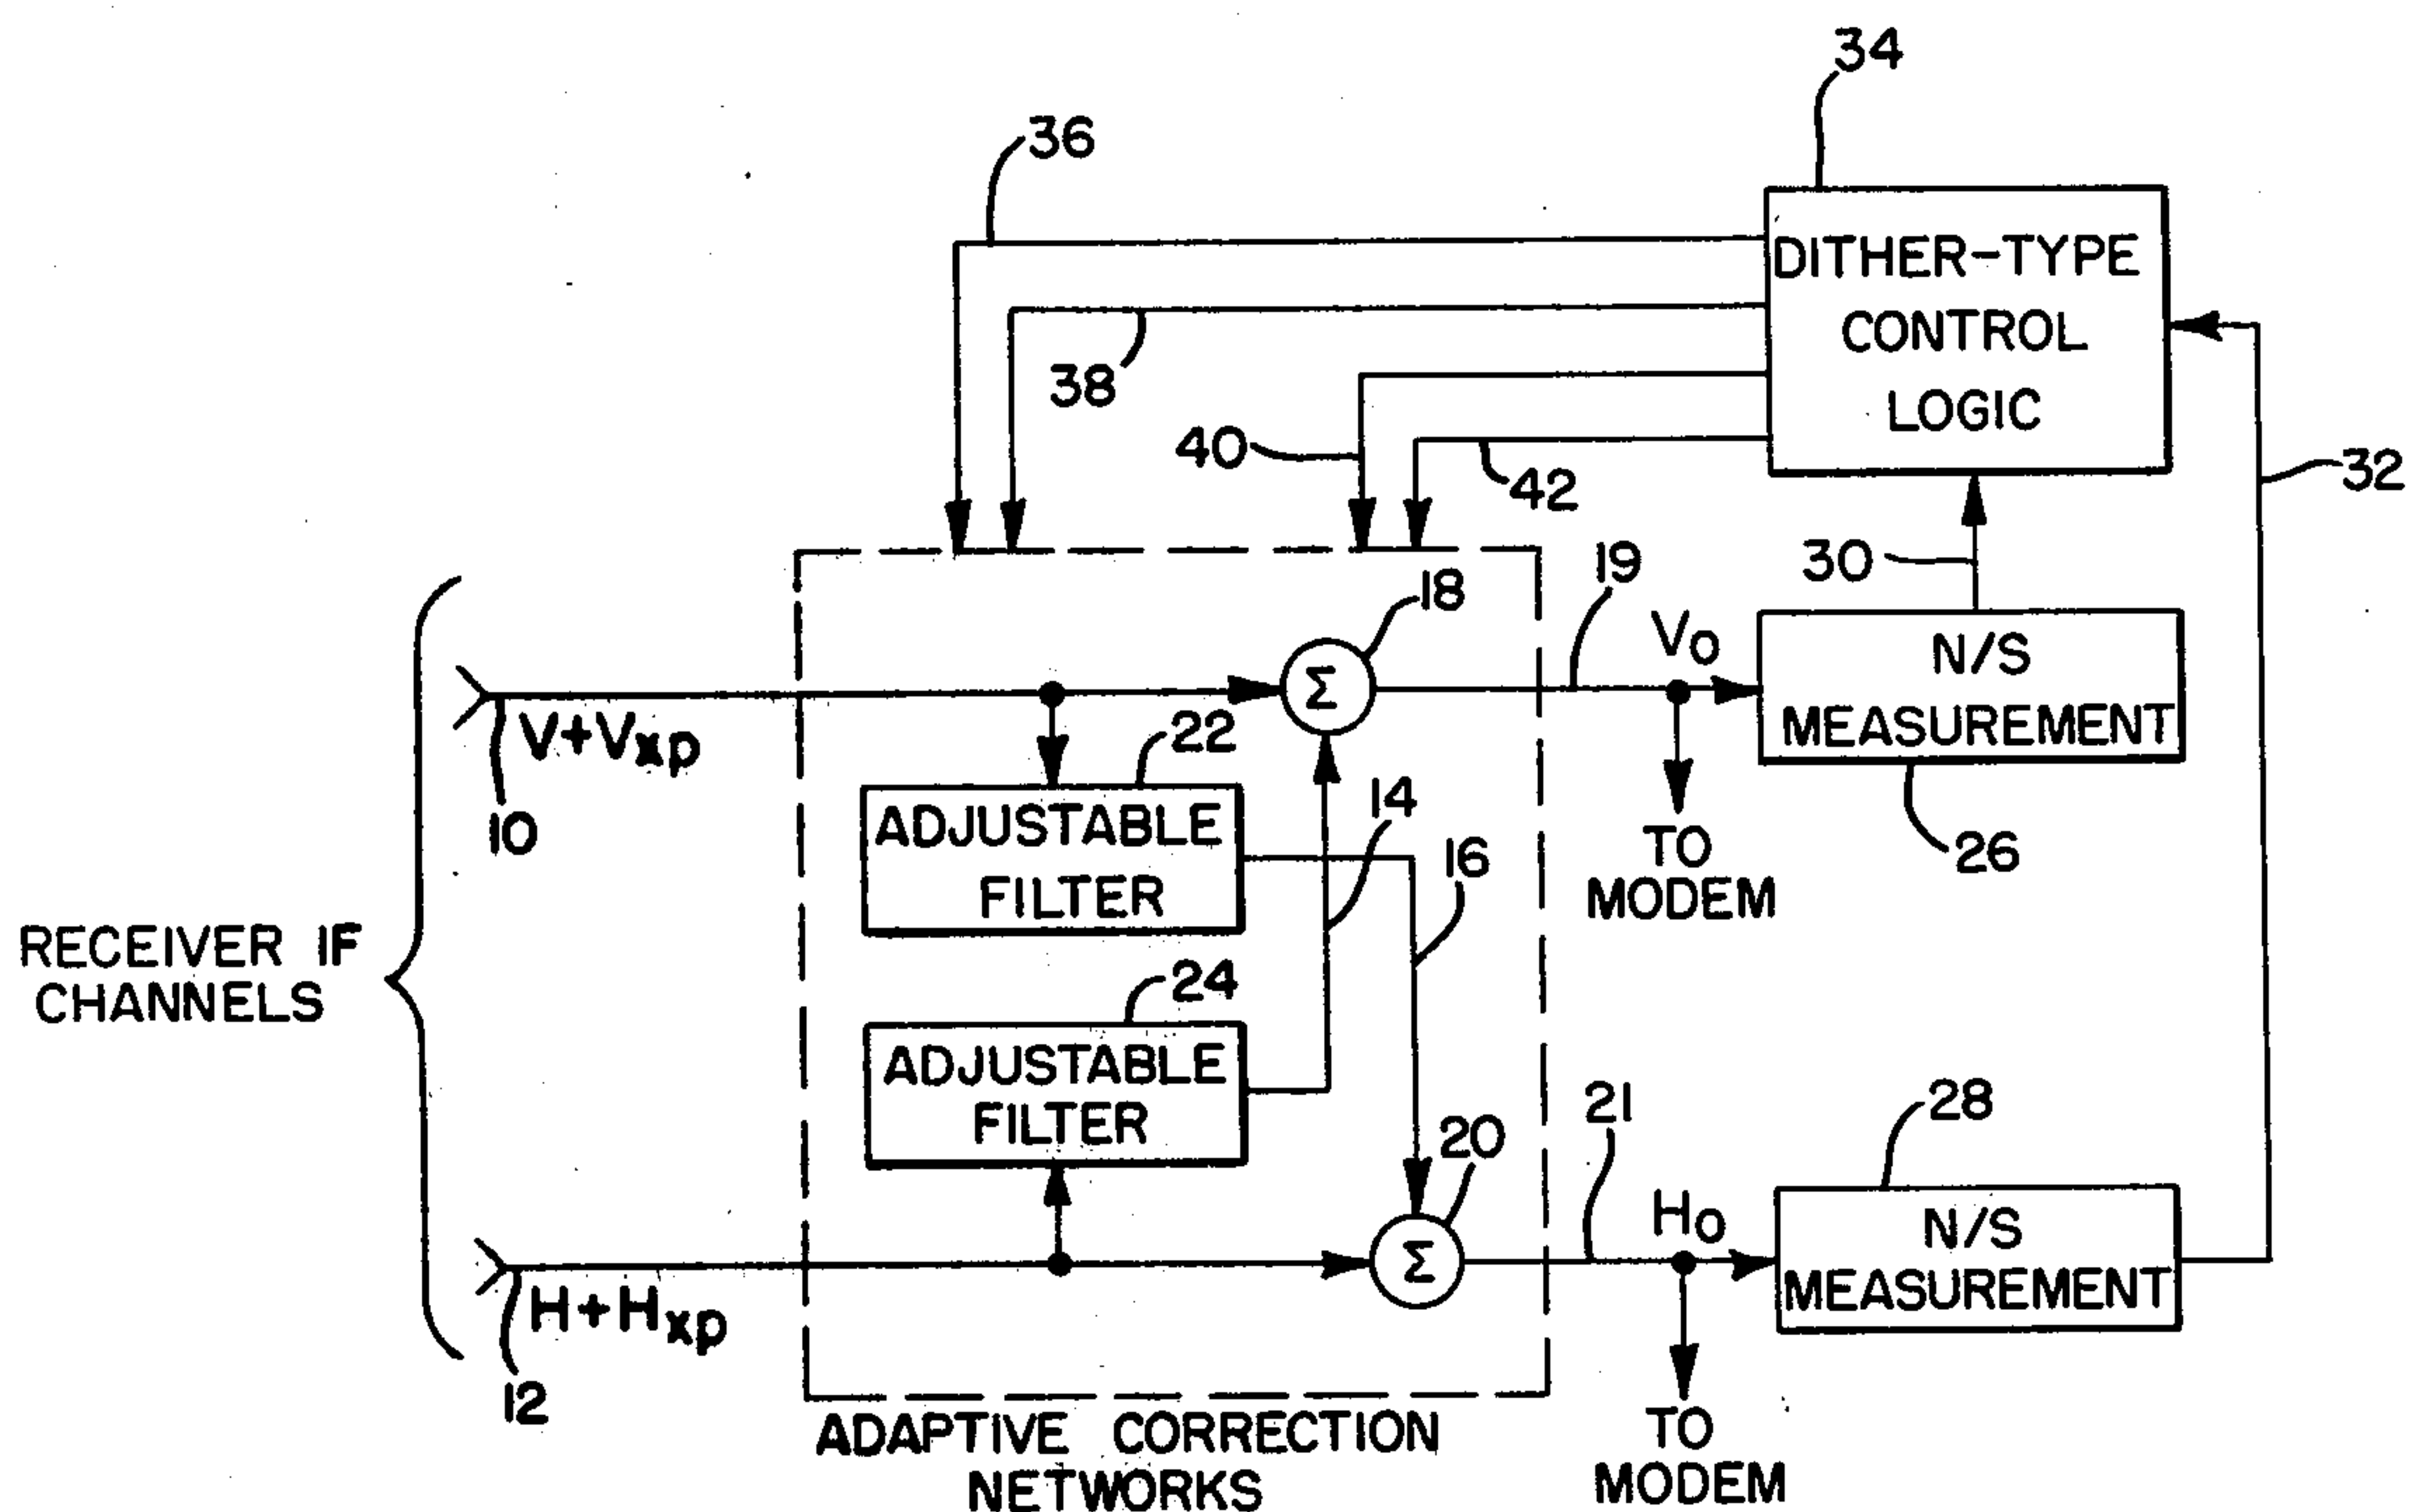 34
36
DITHER-TYPE
CONTROL
LOGIC
38
40
42
32
30
19
18
V+Vxp
10
22
ADJUSTABLE
FILTER
14
16
Vo
N/S
MEASUREMENT
26
TO
MODEM
RECEIVER IF
CHANNELS
24
ADJUSTABLE
FILTER
Σ
Σ
20
21
28
Ho
N/S
MEASUREMENT
H+Hxp
12
TO
MODEM
ADAPTIVE CORRECTION
NETWORKS